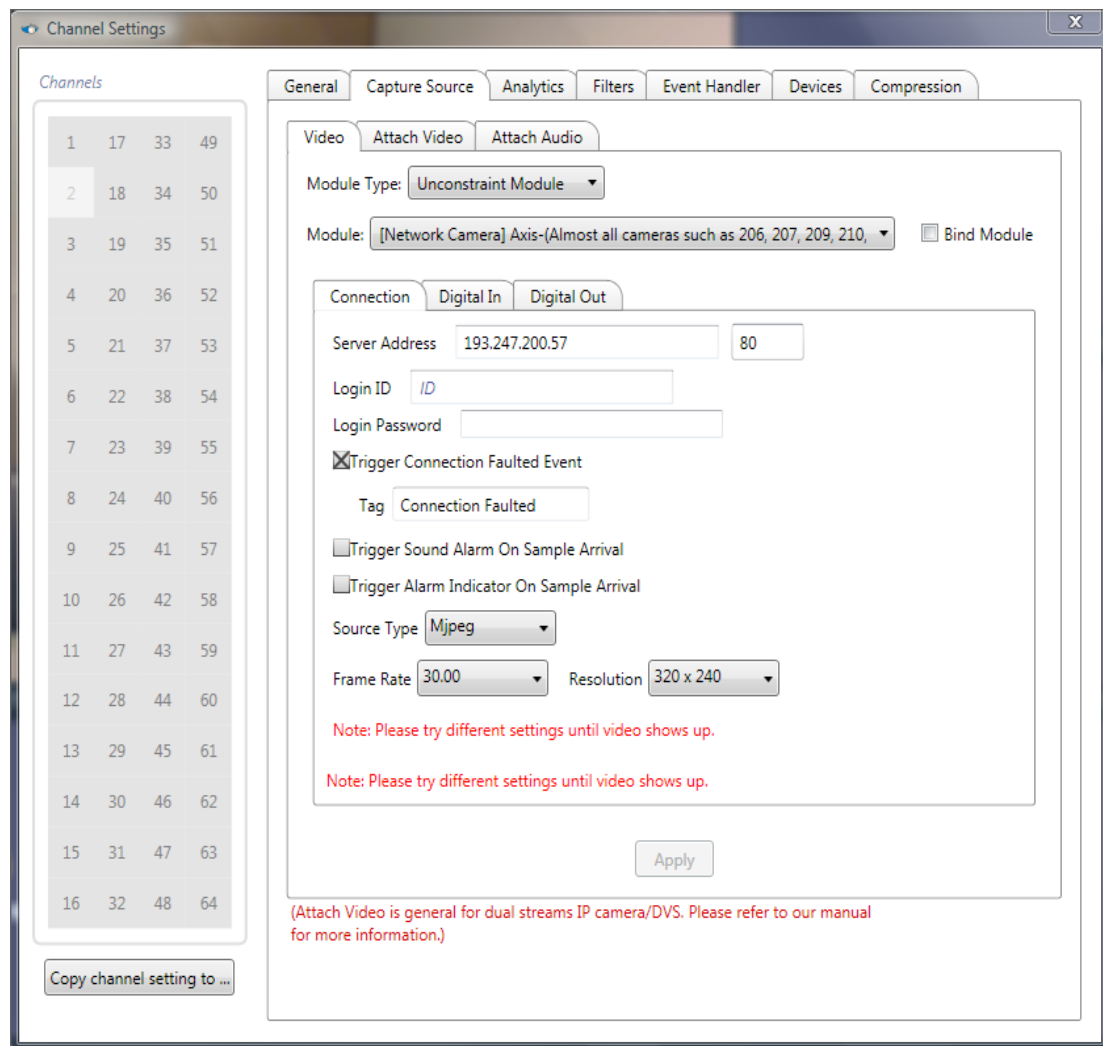 Channel Settings
X
Channels
General Capture Source Analytics Filters Event Handler Devices Compression
Video Attach Video Attach Audio
1 17 33 49
2 18 34 50
3 19 35 51
4 20 36 52
5 21 37 53
6 22 38 54
7 23 39 55
8 24 40 56
9 25 41 57
10 26 42 58
11 27 43 59
12 28 44 60
13 29 45 61
14 30 46 62
15 31 47 63
16 32 48 64
Copy channel setting to ...
Module Type: Unconstraint Module
Module: [Network Camera] Axis-(Almost all cameras such as 206, 207, 209, 210, Bind Module
Connection Digital In Digital Out
Server Address 193.247.200.57 80
Login ID ID
Login Password
Trigger Connection Faulted Event
Tag Connection Faulted
Trigger Sound Alarm On Sample Arrival
Trigger Alarm Indicator On Sample Arrival
Source Type Mjpeg
Frame Rate 30.00 Resolution 320 x 240
Note: Please try different settings until video shows up.
Note: Please try different settings until video shows up.
Apply
(Attach Video is general for dual streams IP camera/DVS. Please refer to our manual
for more information.)